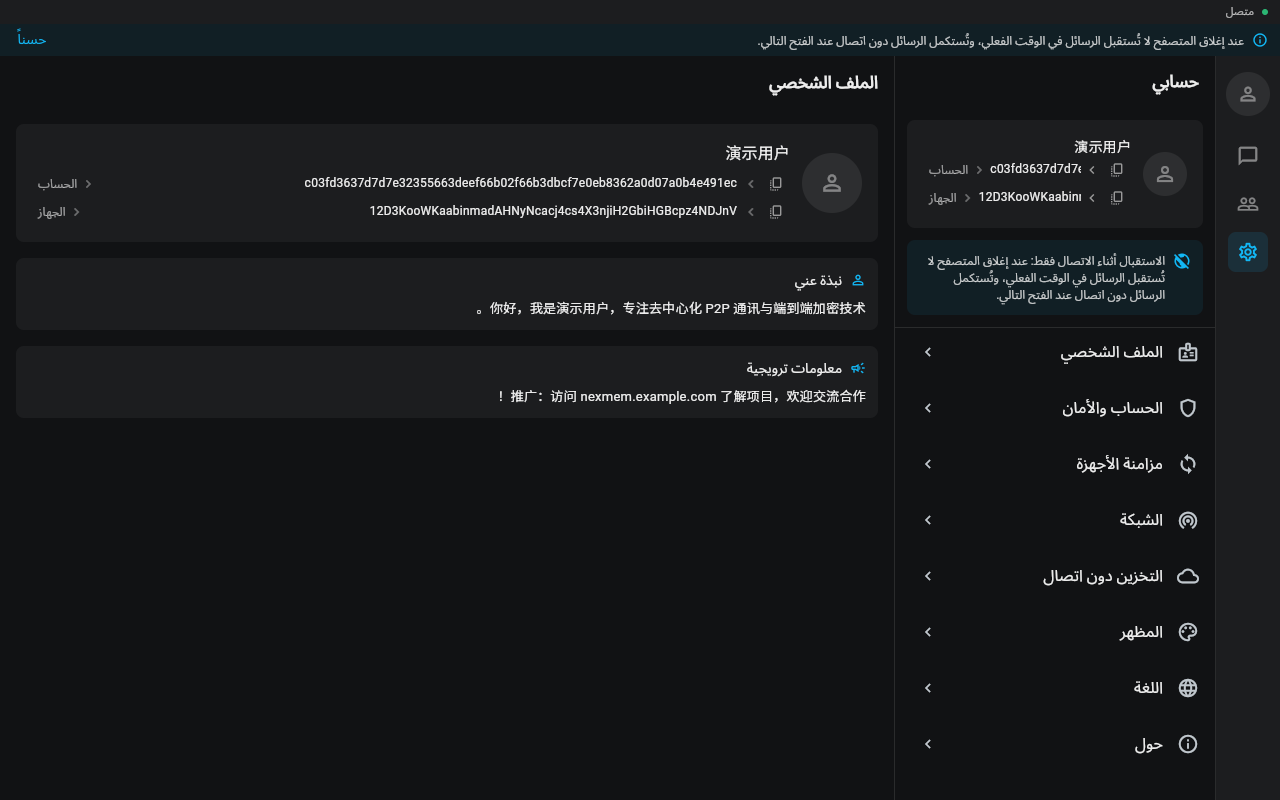 متصل
عند إغلاق المتصفح لا تُستقبل الرسائل في الوقت الفعلي، وتُستكمل الرسائل دون اتصال عند الفتح التالي.
حسناً
حسابي
演示用户
c03fd3637d7d7e
الحساب
12D3KooWKaabinı
الجهاز
الاستقبال أثناء الاتصال فقط: عند إغلاق المتصفح لا
تُستقبل الرسائل في الوقت الفعلي، وتُستكمل
الرسائل دون اتصال عند الفتح التالي.
الملف الشخصي
الحساب والأمان
مزامنة الأجهزة
الشبكة
التخزين دون اتصال
المظهر
اللغة
حول
الملف الشخصي
演示用户
c03fd3637d7d7e32355663deef66b02f66b3dbcf7e0eb8362a0d07a0b4e491ec
الحساب
12D3KooWKaabinmadAHNyNcacj4cs4X3njiH2GbiHGBcpz4NDJnV
الجهاز
نبذة عني
你好，我是演示用户，专注去中心化 P2P 通讯与端到端加密技术。
معلومات ترويجية
推广：访问 nexmem.example.com 了解项目，欢迎交流合作！